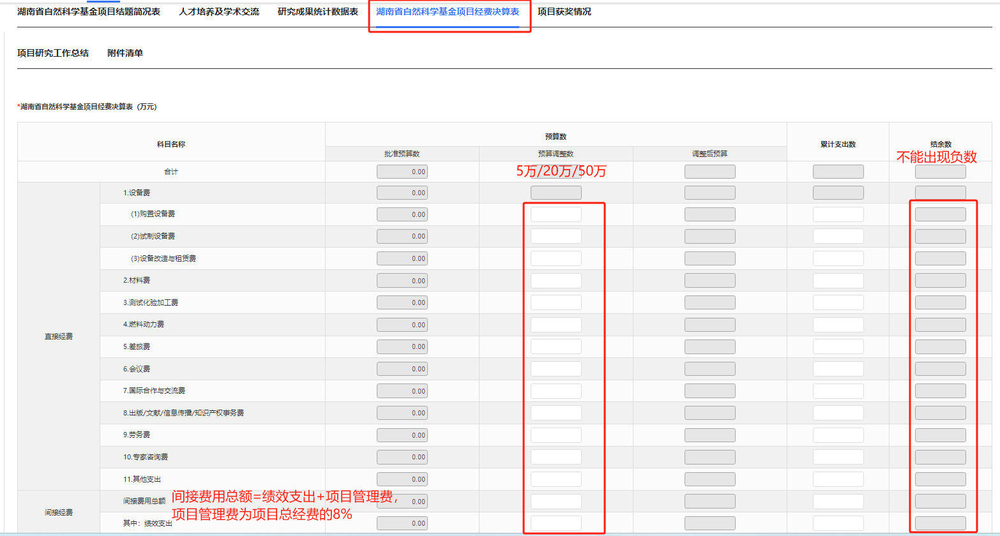 湖南省自然科学基金项目结题简况表 人才培养及学术交流 研究成果统计数据表 湖南省自然科学基金项目经费决算表 项目获奖情况
项目研究工作总结 附件清单
*湖南省自然科学基金项目经费决算表（万元）
科目名称 预算数 累计支出数 结余数
批准预算数 预算调整数 调整后预算
不能出现负数
合计 0.00 5万/20万/50万
直接经费
1.设备费 0.00
(1)购置设备费 0.00
(2)试制设备费 0.00
(3)设备改造与租赁费 0.00
2.材料费 0.00
3.测试化验加工费 0.00
4.燃料动力费 0.00
5.差旅费 0.00
6.会议费 0.00
7.国际合作与交流费 0.00
8.出版/文献/信息传播/知识产权事务费 0.00
9.劳务费 0.00
10.专家咨询费 0.00
11.其他支出 0.00
间接经费
间接费用总额 0.00
间接费用总额=绩效支出+项目管理费，
项目管理费为项目总经费的8%
其中：绩效支出 0.00